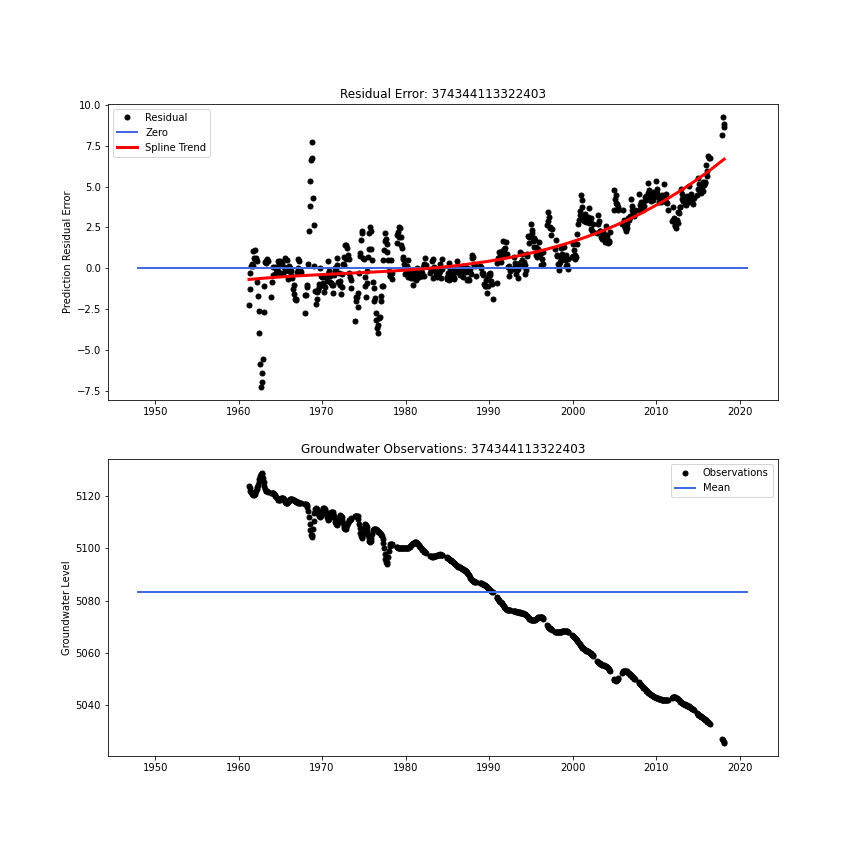 Residual Error: 374344113322403
10.0
7.5
5.0
2.5
0.0
−2.5
−5.0
−7.5
Prediction Residual Error
Residual
Zero
Spline Trend
1950 1960 1970 1980 1990 2000 2010 2020
Groundwater Observations: 374344113322403
5120
5100
5080
5060
5040
Groundwater Level
Observations
Mean
1950 1960 1970 1980 1990 2000 2010 2020